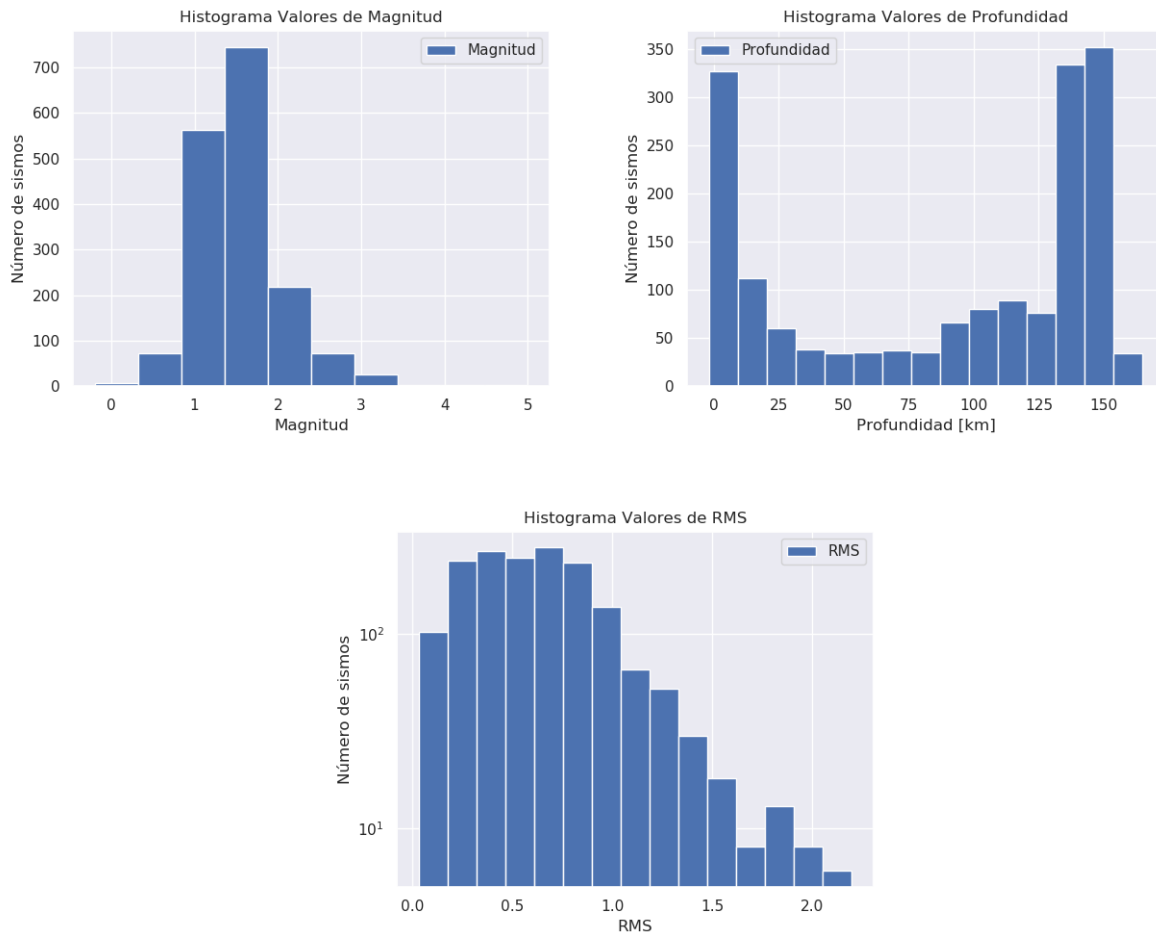 Histograma Valores de Magnitud
Magnitud
700
600
500
400
300
200
100
0
Número de sismos
0 1 2 3 4 5
Magnitud
Histograma Valores de Profundidad
Profundidad
350
300
250
200
150
100
50
0
Número de sismos
0 25 50 75 100 125 150
Profundidad [km]
Histograma Valores de RMS
RMS
10²
10¹
Número de sismos
0.0 0.5 1.0 1.5 2.0
RMS